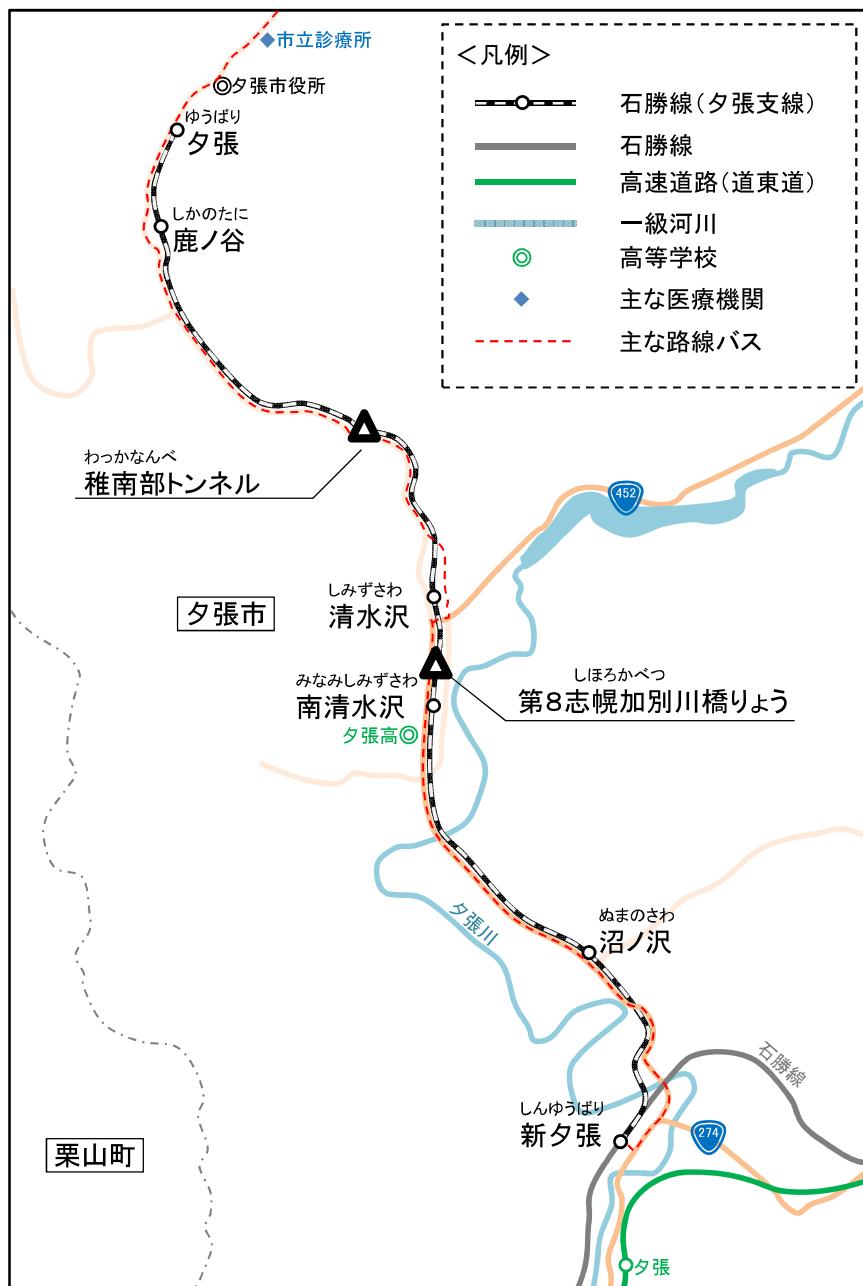 市立診療所
夕張市役所
ゆうばり
夕張
しかのたに
鹿ノ谷
＜凡例＞
石勝線（夕張支線）
石勝線
高速道路（道東道）
一級河川
高等学校
主な医療機関
主な路線バス
わっかなんべ
稚南部トンネル
452
夕張市
しみずさわ
清水沢
みなみしみずさわ
南清水沢
夕張高
しほろかべつ
第８志幌加別川橋りょう
夕張川
ぬまのさわ
沼ノ沢
石勝線
しんゆうばり
新夕張
274
栗山町
夕張